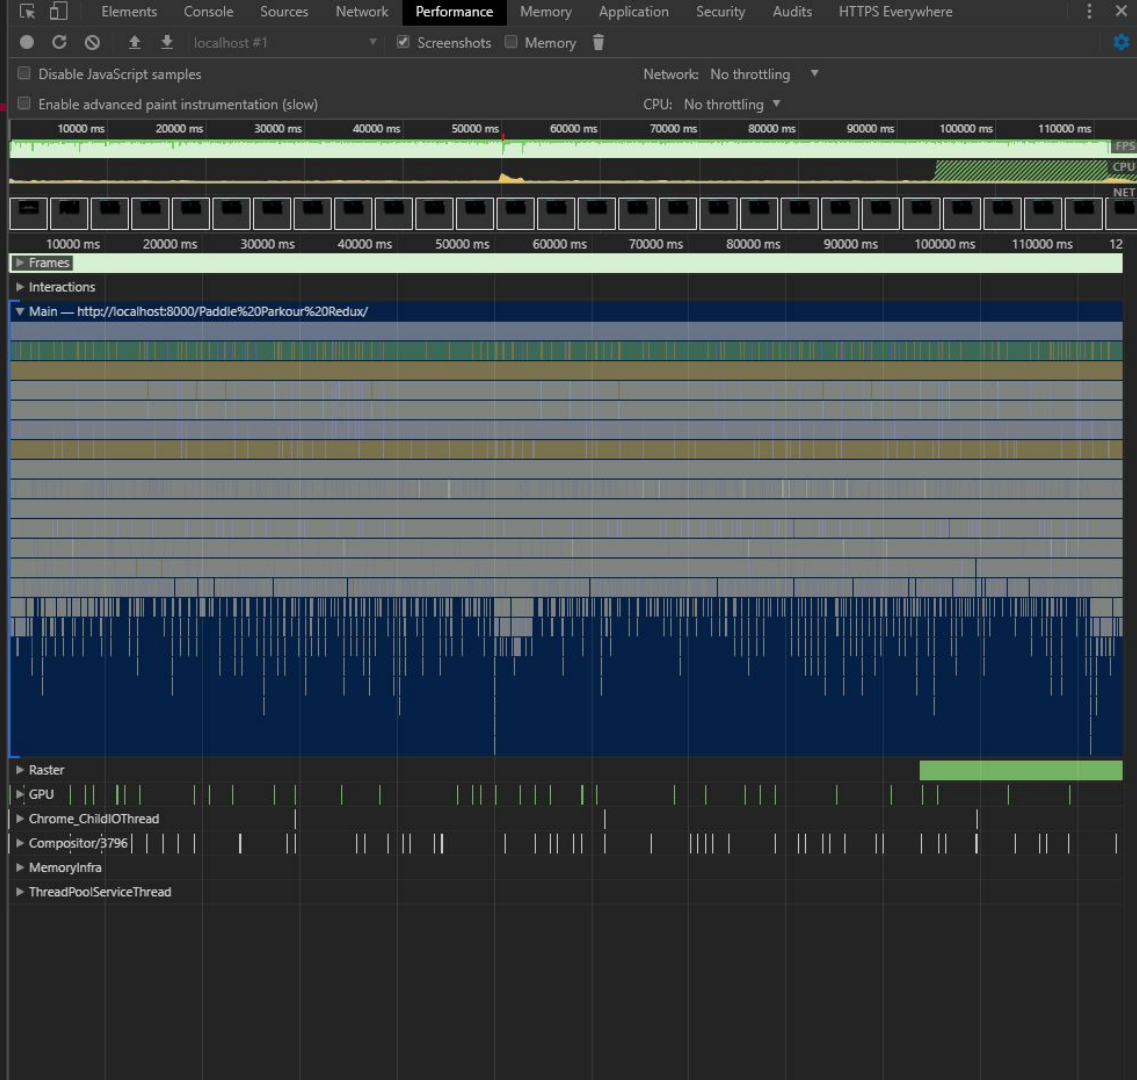 Elements Console Sources Network Performance Memory Application Security Audits HTTPS Everywhere
localhost #1 Screenshots Memory
Disable JavaScript samples Network: No throttling
Enable advanced paint instrumentation (slow) CPU: No throttling
10000 ms 20000 ms 30000 ms 40000 ms 50000 ms 60000 ms 70000 ms 80000 ms 90000 ms 100000 ms 110000 ms
FPS
CPU
NET
10000 ms 20000 ms 30000 ms 40000 ms 50000 ms 60000 ms 70000 ms 80000 ms 90000 ms 100000 ms 110000 ms 12
Frames
Interactions
Main — http://localhost:8000/Paddle%20Parkour%20Redux/
Raster
GPU
Chrome_ChildIOThread
Compositor/3796
MemoryInfra
ThreadPoolServiceThread